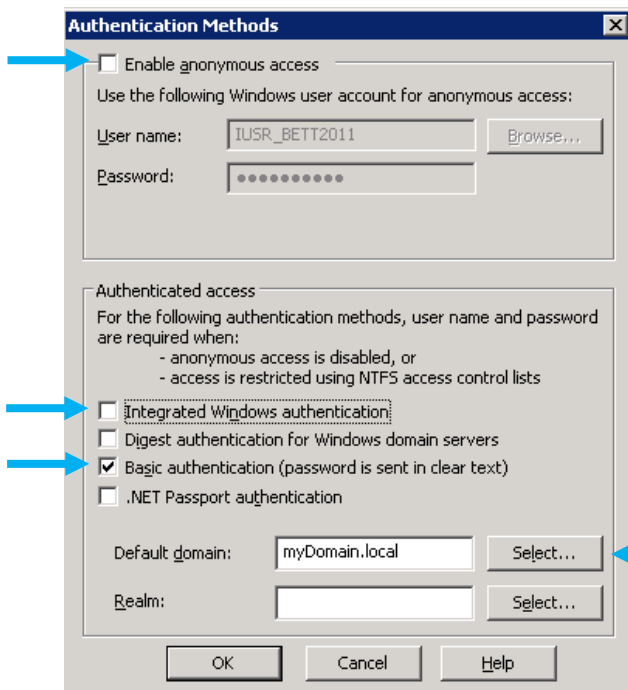 Authentication Methods
Enable anonymous access
Use the following Windows user account for anonymous access:
User name:
IUSR_BETT2011
Browse...
Password:
●●●●●●●●●●
Authenticated access
For the following authentication methods, user name and password
are required when:
- anonymous access is disabled, or
- access is restricted using NTFS access control lists
Integrated Windows authentication
Digest authentication for Windows domain servers
Basic authentication (password is sent in clear text)
.NET Passport authentication
Default domain:
myDomain.local
Select...
Realm:
Select...
OK
Cancel
Help